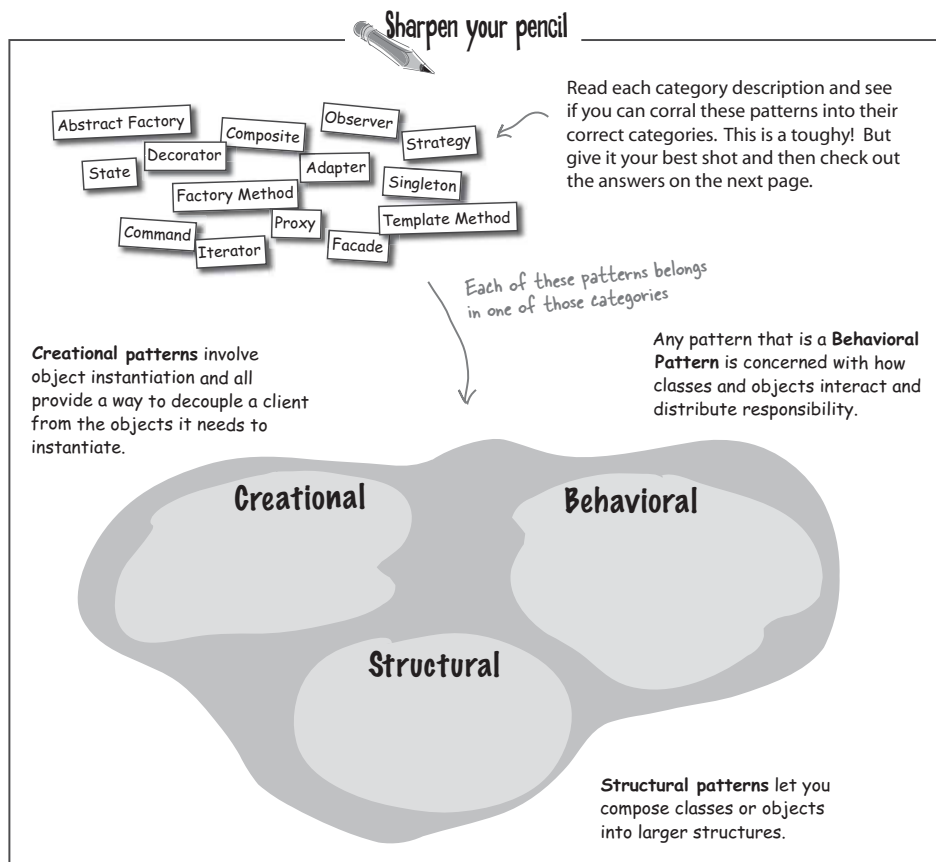 Sharpen your pencil
Read each category description and see
if you can corral these patterns into their
correct categories. This is a toughy! But
give it your best shot and then check out
the answers on the next page.
Abstract Factory
Composite
Observer
Strategy
State
Decorator
Adapter
Singleton
Factory Method
Proxy
Template Method
Command
Iterator
Facade
Each of these patterns belongs
in one of those categories
Creational patterns involve
object instantiation and all
provide a way to decouple a client
from the objects it needs to
instantiate.
Any pattern that is a Behavioral
Pattern is concerned with how
classes and objects interact and
distribute responsibility.
Creational
Behavioral
Structural
Structural patterns let you
compose classes or objects
into larger structures.